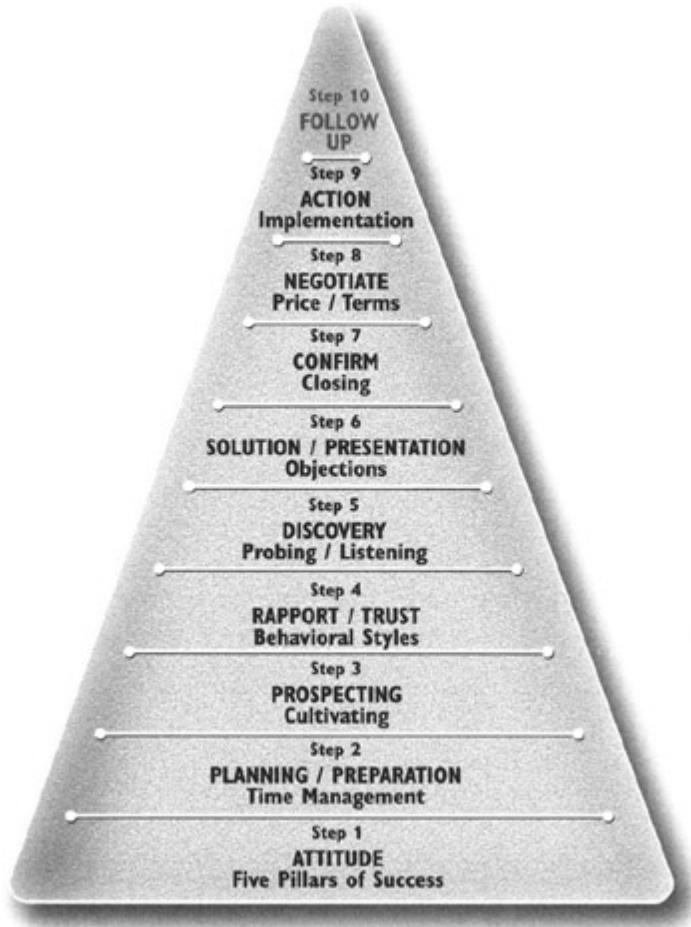 Step 10
FOLLOW
UP
Step 9
ACTION
Implementation
Step 8
NEGOTIATE
Price / Terms
Step 7
CONFIRM
Closing
Step 6
SOLUTION / PRESENTATION
Objections
Step 5
DISCOVERY
Probing / Listening
Step 4
RAPPORT / TRUST
Behavioral Styles
Step 3
PROSPECTING
Cultivating
Step 2
PLANNING / PREPARATION
Time Management
Step 1
ATTITUDE
Five Pillars of Success